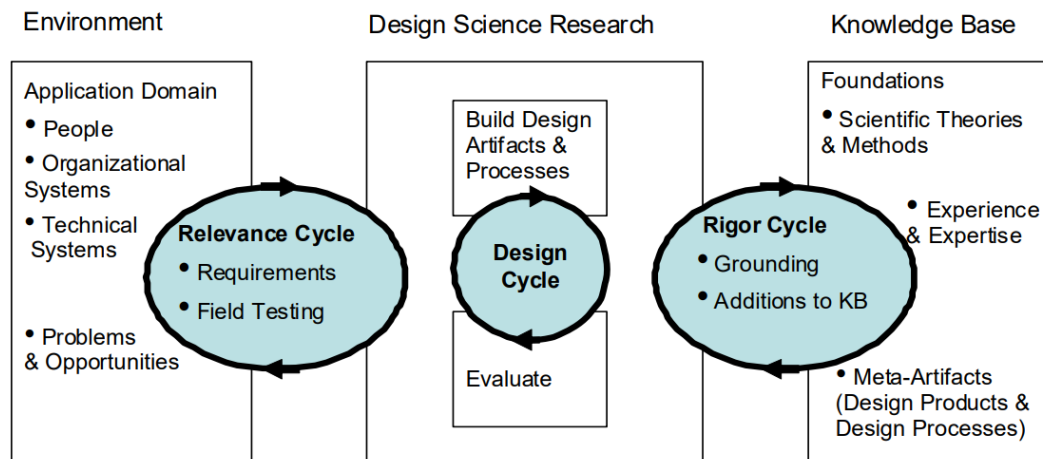 Environment
Design Science Research
Knowledge Base
Application Domain
• People
• Organizational
Systems
• Technical
Systems
• Problems
& Opportunities
Relevance Cycle
• Requirements
• Field Testing
Build Design
Artifacts &
Processes
Design
Cycle
Evaluate
Rigor Cycle
• Grounding
• Additions to KB
Foundations
• Scientific Theories
& Methods
• Experience
& Expertise
• Meta-Artifacts
(Design Products &
Design Processes)